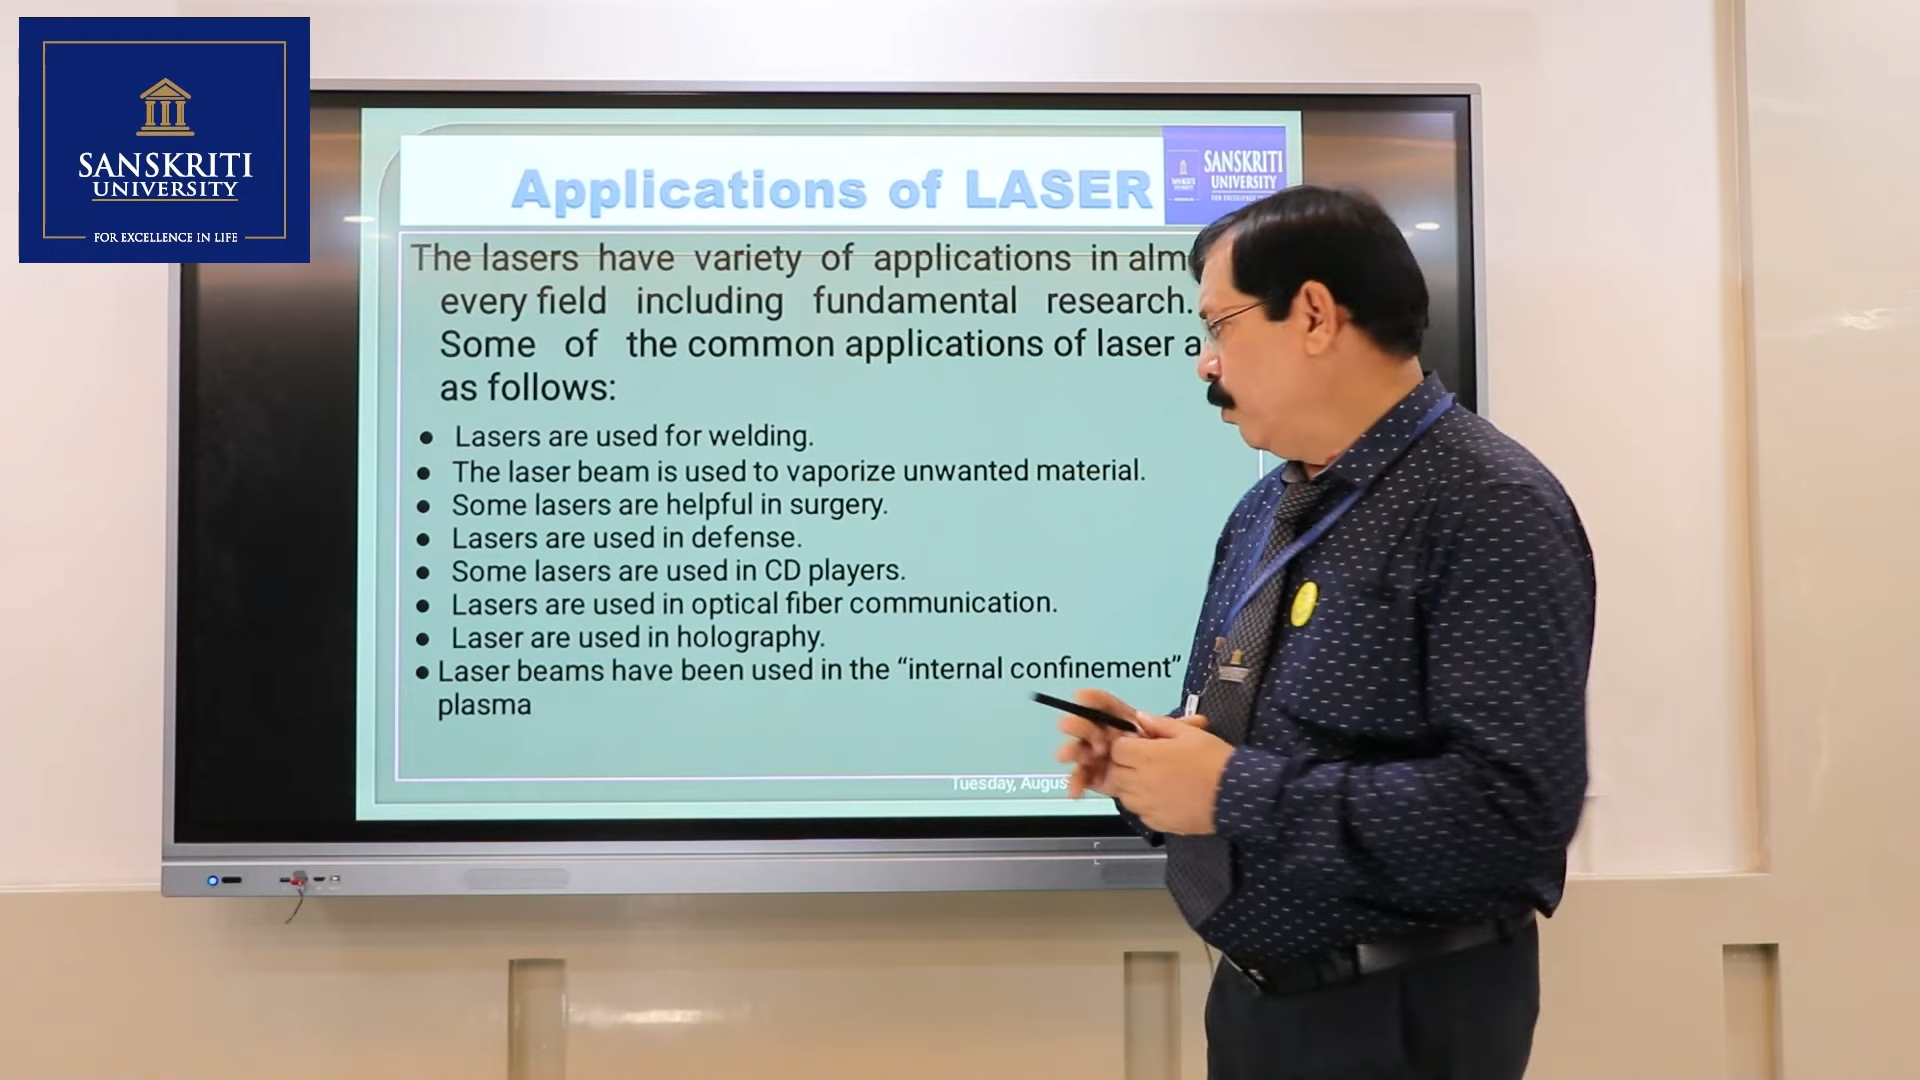 SANSKRITI
UNIVERSITY
FOR EXCELLENCE IN LIFE
Applications of LASER
SANSKRITI
UNIVERSITY
The lasers have variety of applications in
every field including fundamental research.
Some of the common applications of laser
as follows:
● Lasers are used for welding.
● The laser beam is used to vaporize unwanted material.
● Some lasers are helpful in surgery.
● Lasers are used in defense.
● Some lasers are used in CD players.
● Lasers are used in optical fiber communication.
● Laser are used in holography.
● Laser beams have been used in the “internal confinement”
plasma
Tuesday,